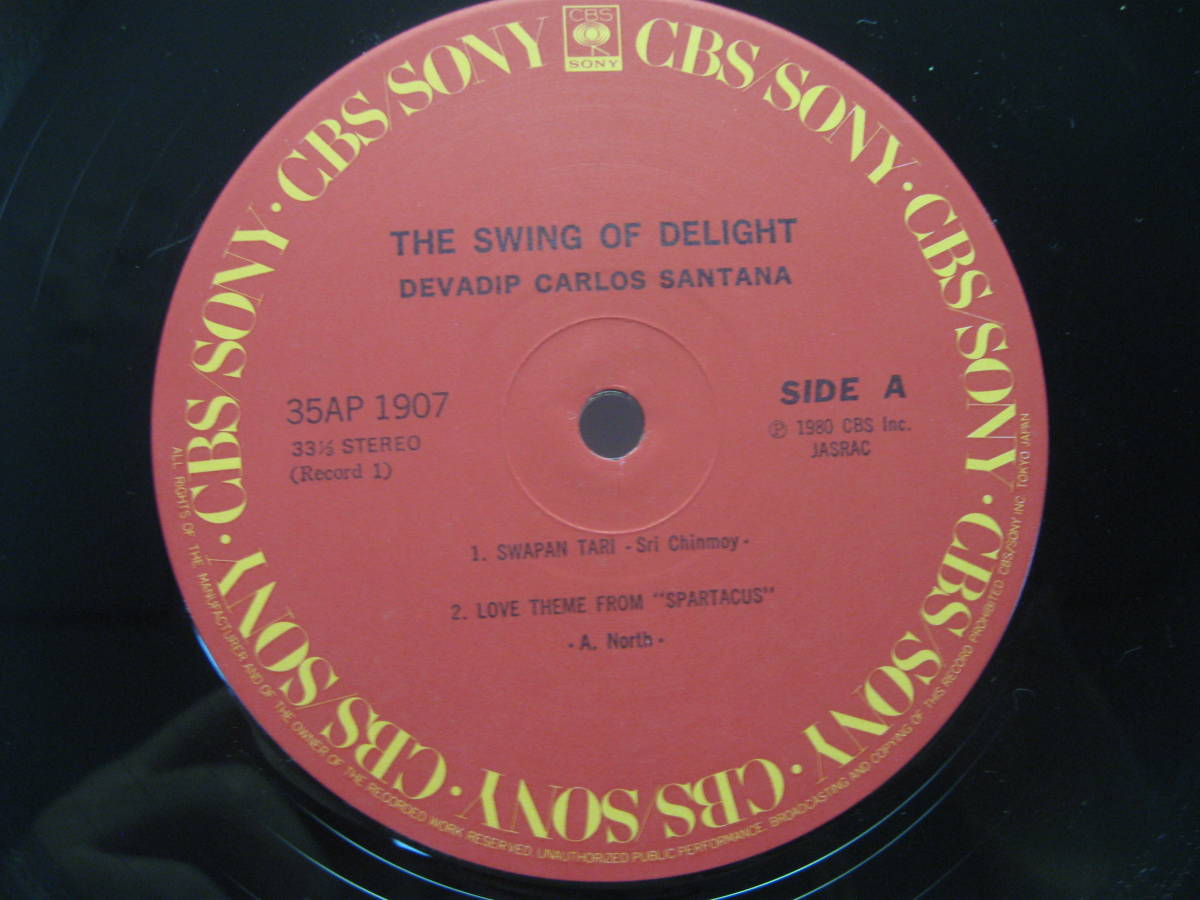 CBS
SONY
CBS/SONY · CBS/SONY · CBS/SONY · CBS/SONY · CBS/SONY · CBS/SONY · CBS/SONY · CBS/SONY · CBS/SONY
THE SWING OF DELIGHT
DEVADIP CARLOS SANTANA
35AP 1907
33⅓ STEREO
(Record 1)
SIDE A
Ⓟ 1980 CBS Inc.
JASRAC
1. SWAPAN TARI - Sri Chinmoy -
2. LOVE THEME FROM "SPARTACUS"
- A. North -
ALL RIGHTS OF THE MANUFACTURER AND OF THE OWNER OF THE RECORDED WORK RESERVED. UNAUTHORIZED PUBLIC PERFORMANCE, BROADCASTING AND COPYING OF THIS RECORD PROHIBITED. CBS/SONY INC. TOKYO JAPAN